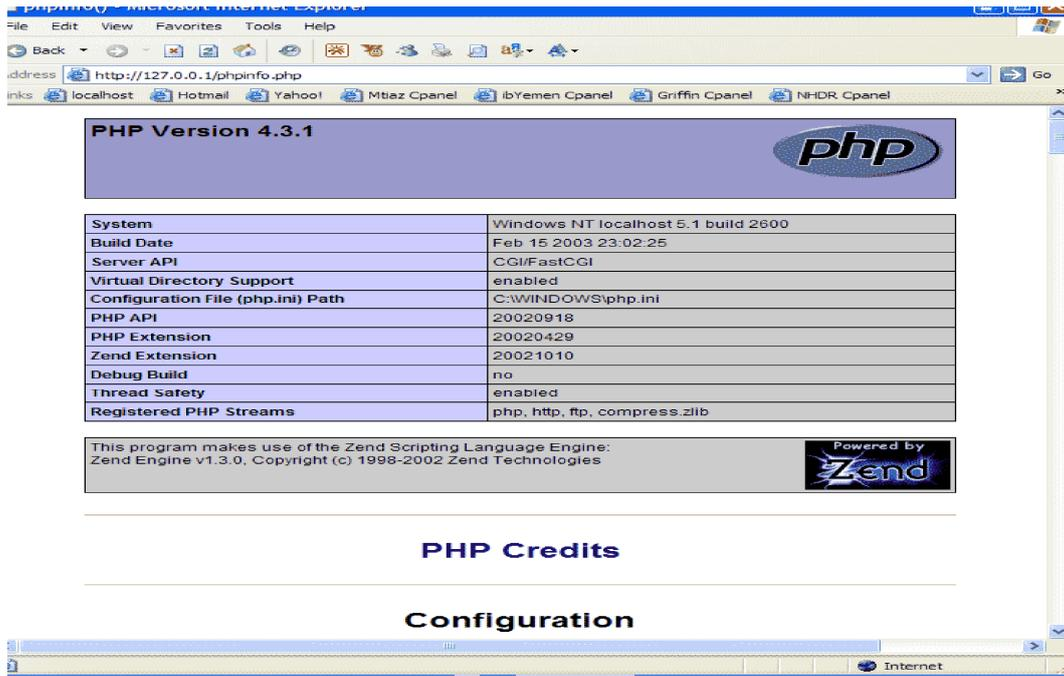 phpinfo() - Microsoft Internet Explorer
File Edit View Favorites Tools Help
Back
Address http://127.0.0.1/phpinfo.php Go
inks localhost Hotmail Yahoo! Mtiaz Cpanel ibYemen Cpanel Griffin Cpanel NHDR Cpanel
PHP Version 4.3.1
php
System Windows NT localhost 5.1 build 2600
Build Date Feb 15 2003 23:02:25
Server API CGI/FastCGI
Virtual Directory Support enabled
Configuration File (php.ini) Path C:\WINDOWS\php.ini
PHP API 20020918
PHP Extension 20020429
Zend Extension 20021010
Debug Build no
Thread Safety enabled
Registered PHP Streams php, http, ftp, compress.zlib
This program makes use of the Zend Scripting Language Engine:
Zend Engine v1.3.0, Copyright (c) 1998-2002 Zend Technologies
Powered by
Zend
PHP Credits
Configuration
Internet